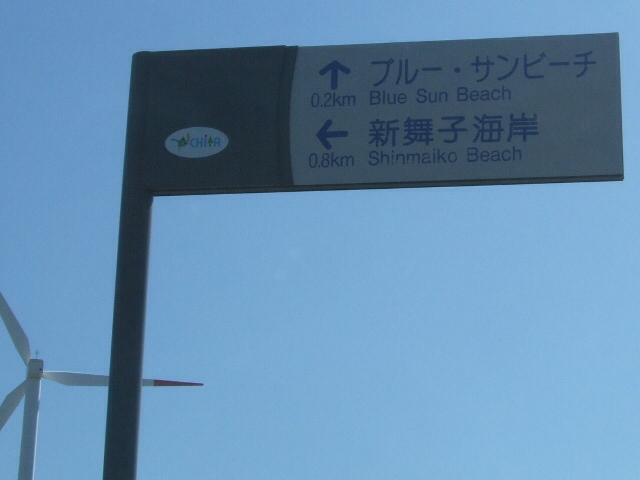 ブルー・サンビーチ
0.2km Blue Sun Beach
新舞子海岸
0.8km Shinmaiko Beach
CHITA